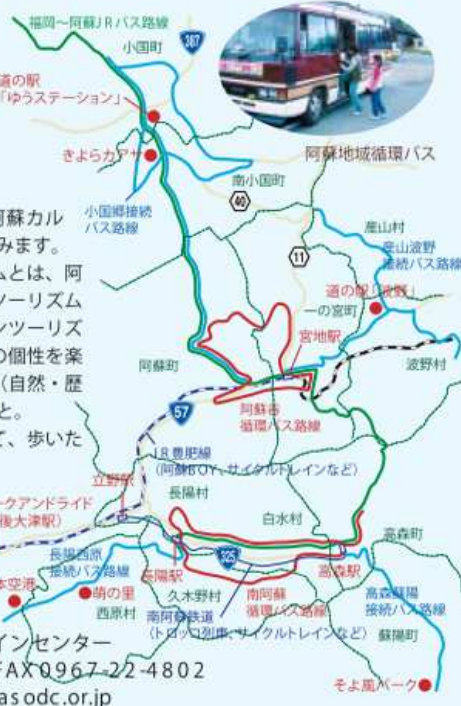 福岡〜阿蘇JRバス路線
小国町
387
道の駅
「ゆうステーション」
きよらカアサ
阿蘇地域循環バス
南小国町
40
小国郷接続
バス路線
11
産山村
産山波野
接続バス路線
道の駅「波野」
一の宮町
宮地駅
波野村
阿蘇町
57
阿蘇谷
循環バス路線
阿蘇カル
みます。
ムとは、阿
ツーリズム
ンツーリズ
の個性を楽
(自然・歴
と。
て、歩いた
JR豊肥線
(阿蘇BOY、サイクルトレインなど)
立野駅
長陽村
ークアンドライド
後大津駅)
白水村
高森町
325
長陽西原
接続バス路線
長陽駅
久木野村
高森駅
本空港
萌の里
西原村
南阿蘇
循環バス路線
南阿蘇鉄道
(トロッコ列車、サイクルトレインなど)
高森蘇陽
接続バス路線
蘇陽町
そよ風パーク
インセンター
FAX0967-22-4802
asodc.or.jp